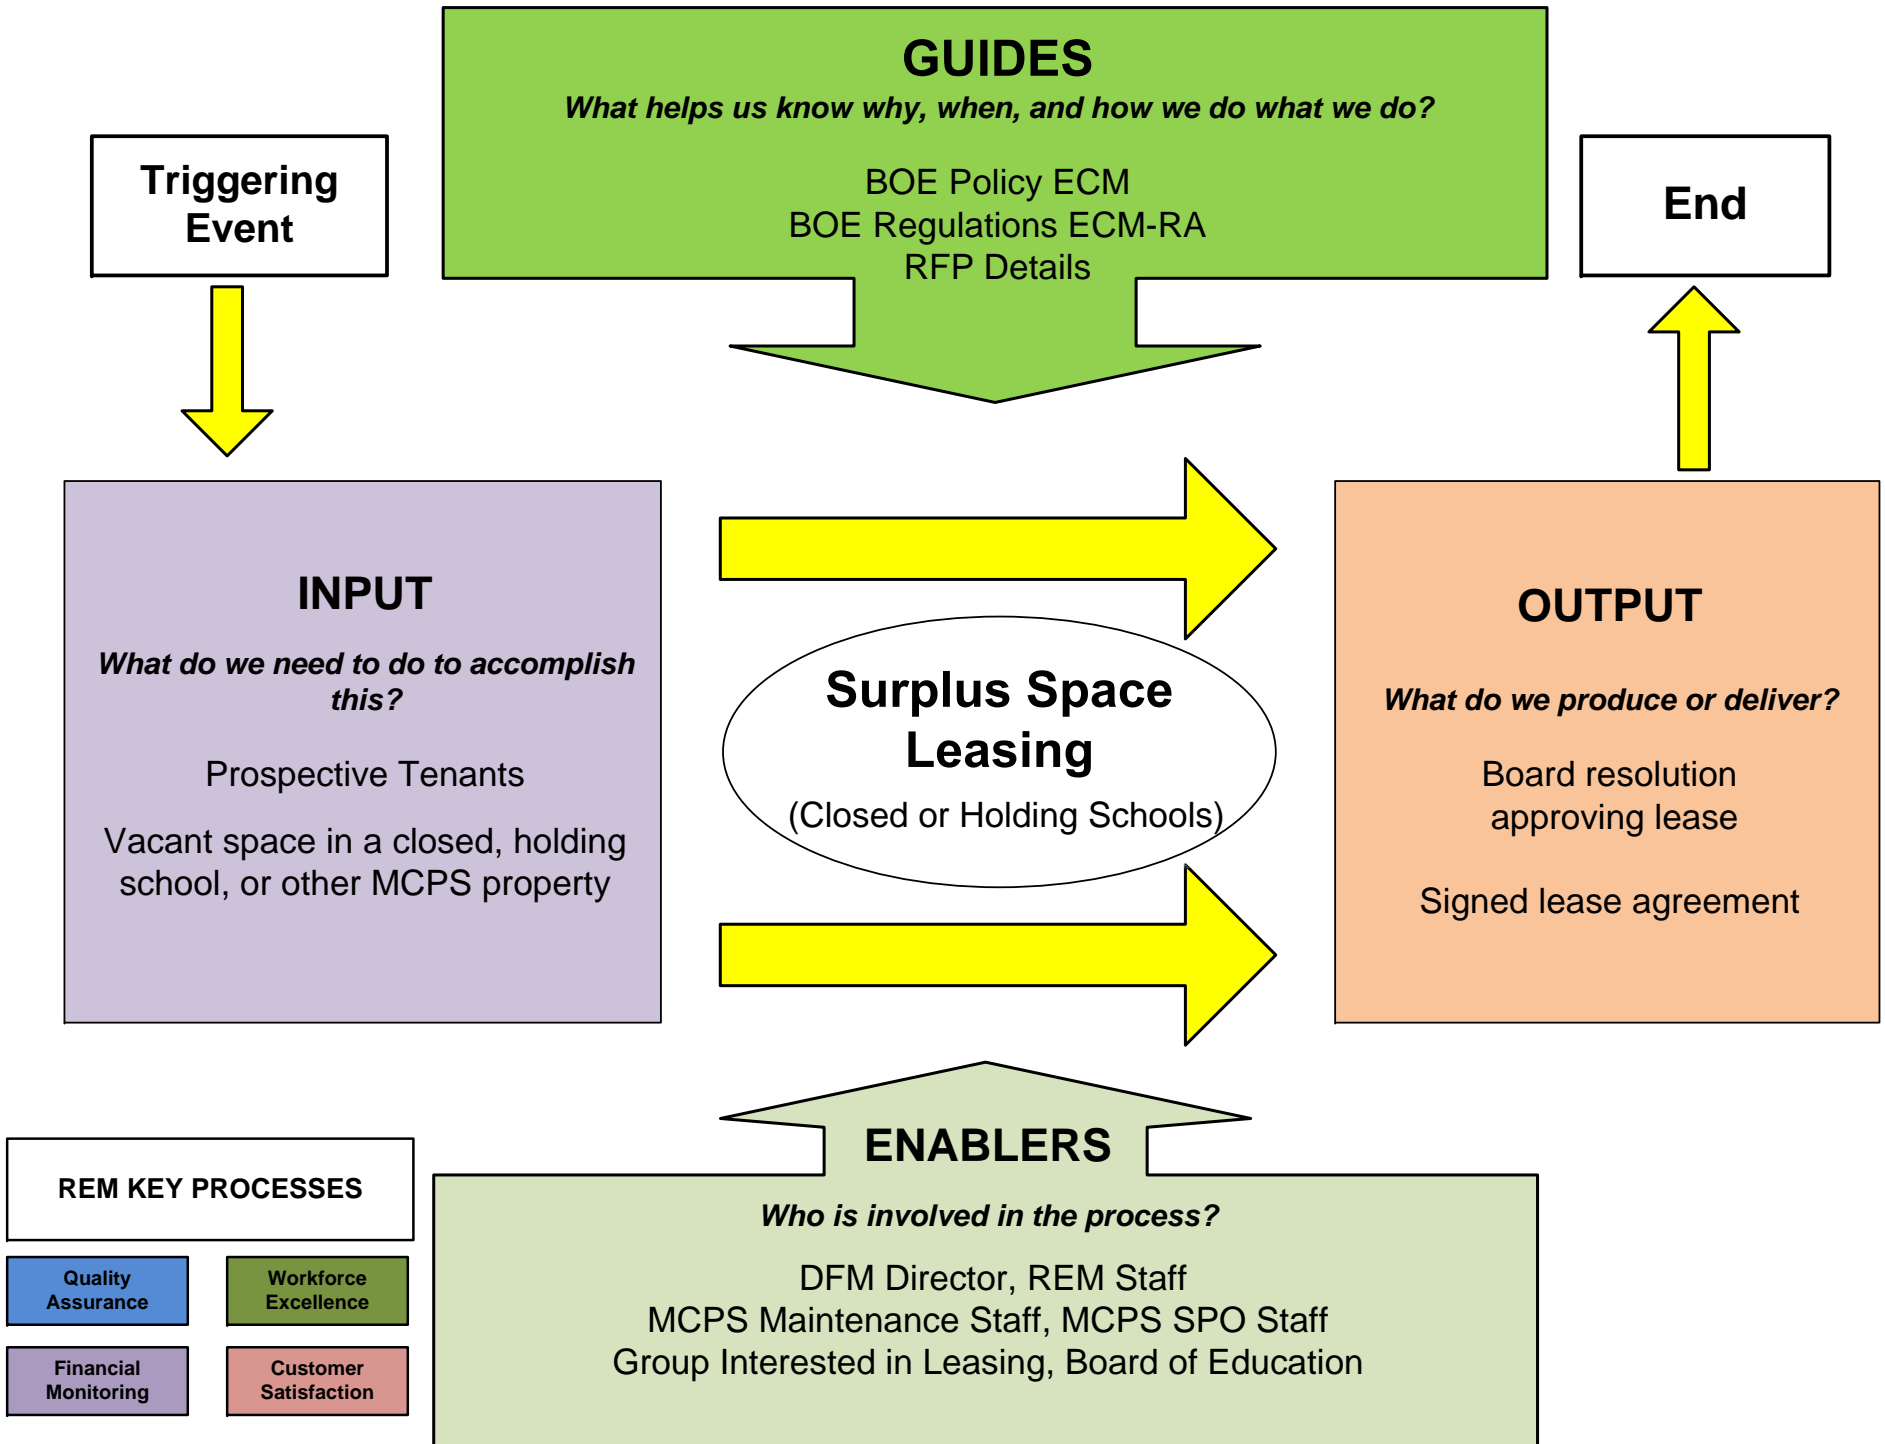 GUIDES
What helps us know why, when, and how we do what we do?
BOE Policy ECM
BOE Regulations ECM-RA
RFP Details
Triggering
Event
End
INPUT
What do we need to do to accomplish
this?
Prospective Tenants
Vacant space in a closed, holding
school, or other MCPS property
Surplus Space
Leasing
(Closed or Holding Schools)
OUTPUT
What do we produce or deliver?
Board resolution
approving lease
Signed lease agreement
ENABLERS
Who is involved in the process?
DFM Director, REM Staff
MCPS Maintenance Staff, MCPS SPO Staff
Group Interested in Leasing, Board of Education
REM KEY PROCESSES
Quality
Assurance
Workforce
Excellence
Financial
Monitoring
Customer
Satisfaction